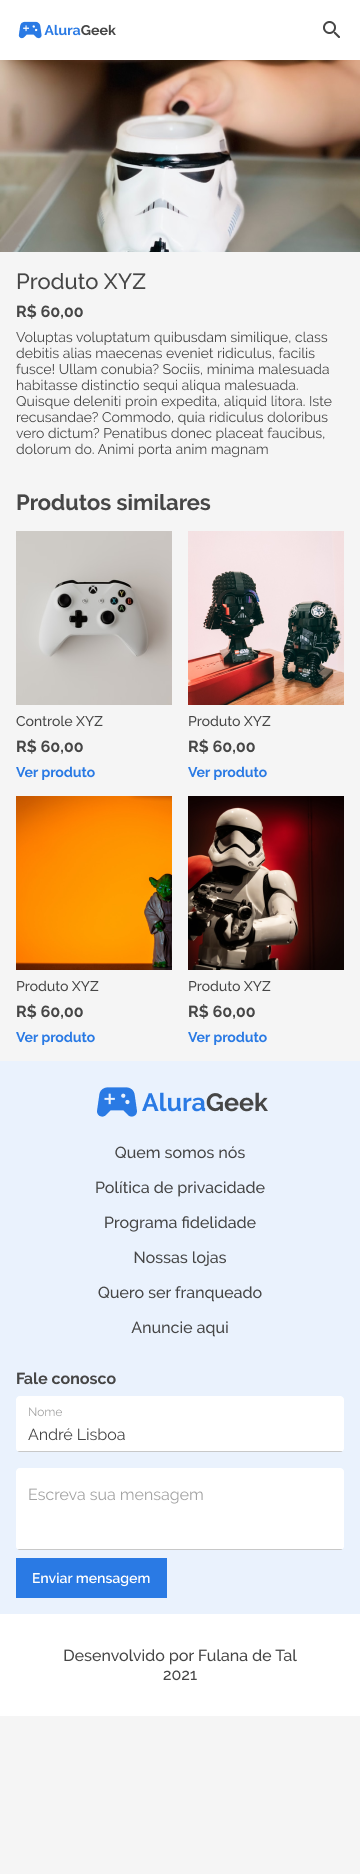 AluraGeek
Produto XYZ
R$ 60,00
Voluptas voluptatum quibusdam similique, class
debitis alias maecenas eveniet ridiculus, facilis
fusce! Ullam conubia? Sociis, minima malesuada
habitasse distinctio sequi aliqua malesuada.
Quisque deleniti proin expedita, aliquid litora. Iste
recusandae? Commodo, quia ridiculus doloribus
vero dictum? Penatibus donec placeat faucibus,
dolorum do. Animi porta anim magnam
Produtos similares
Controle XYZ
R$ 60,00
Ver produto
Produto XYZ
R$ 60,00
Ver produto
Produto XYZ
R$ 60,00
Ver produto
Produto XYZ
R$ 60,00
Ver produto
AluraGeek
Quem somos nós
Política de privacidade
Programa fidelidade
Nossas lojas
Quero ser franqueado
Anuncie aqui
Fale conosco
Nome
André Lisboa
Escreva sua mensagem
Enviar mensagem
Desenvolvido por Fulana de Tal
2021